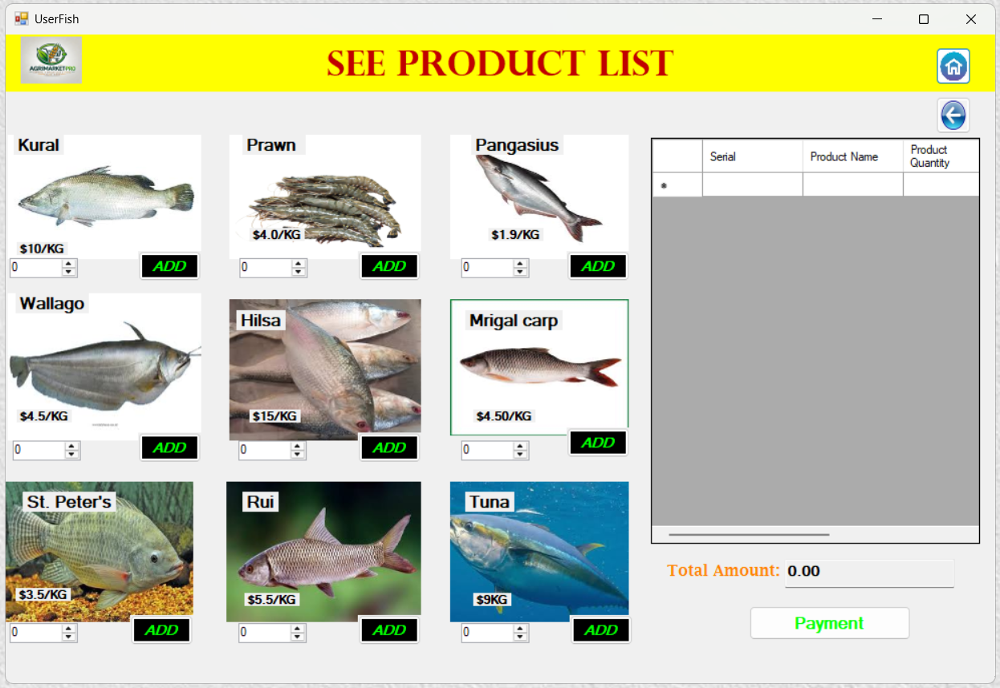 UserFish
AGRIMARKETPRO
SEE PRODUCT LIST
Kural
$10/KG
0
ADD
Prawn
$4.0/KG
0
ADD
Pangasius
$1.9/KG
0
ADD
Wallago
$4.5/KG
0
ADD
Hilsa
$15/KG
0
ADD
Mrigal carp
$4.50/KG
0
ADD
St. Peter's
$3.5/KG
0
ADD
Rui
$5.5/KG
0
ADD
Tuna
$9KG
0
ADD
Serial
Product Name
Product
Quantity
Total Amount: 0.00
Payment